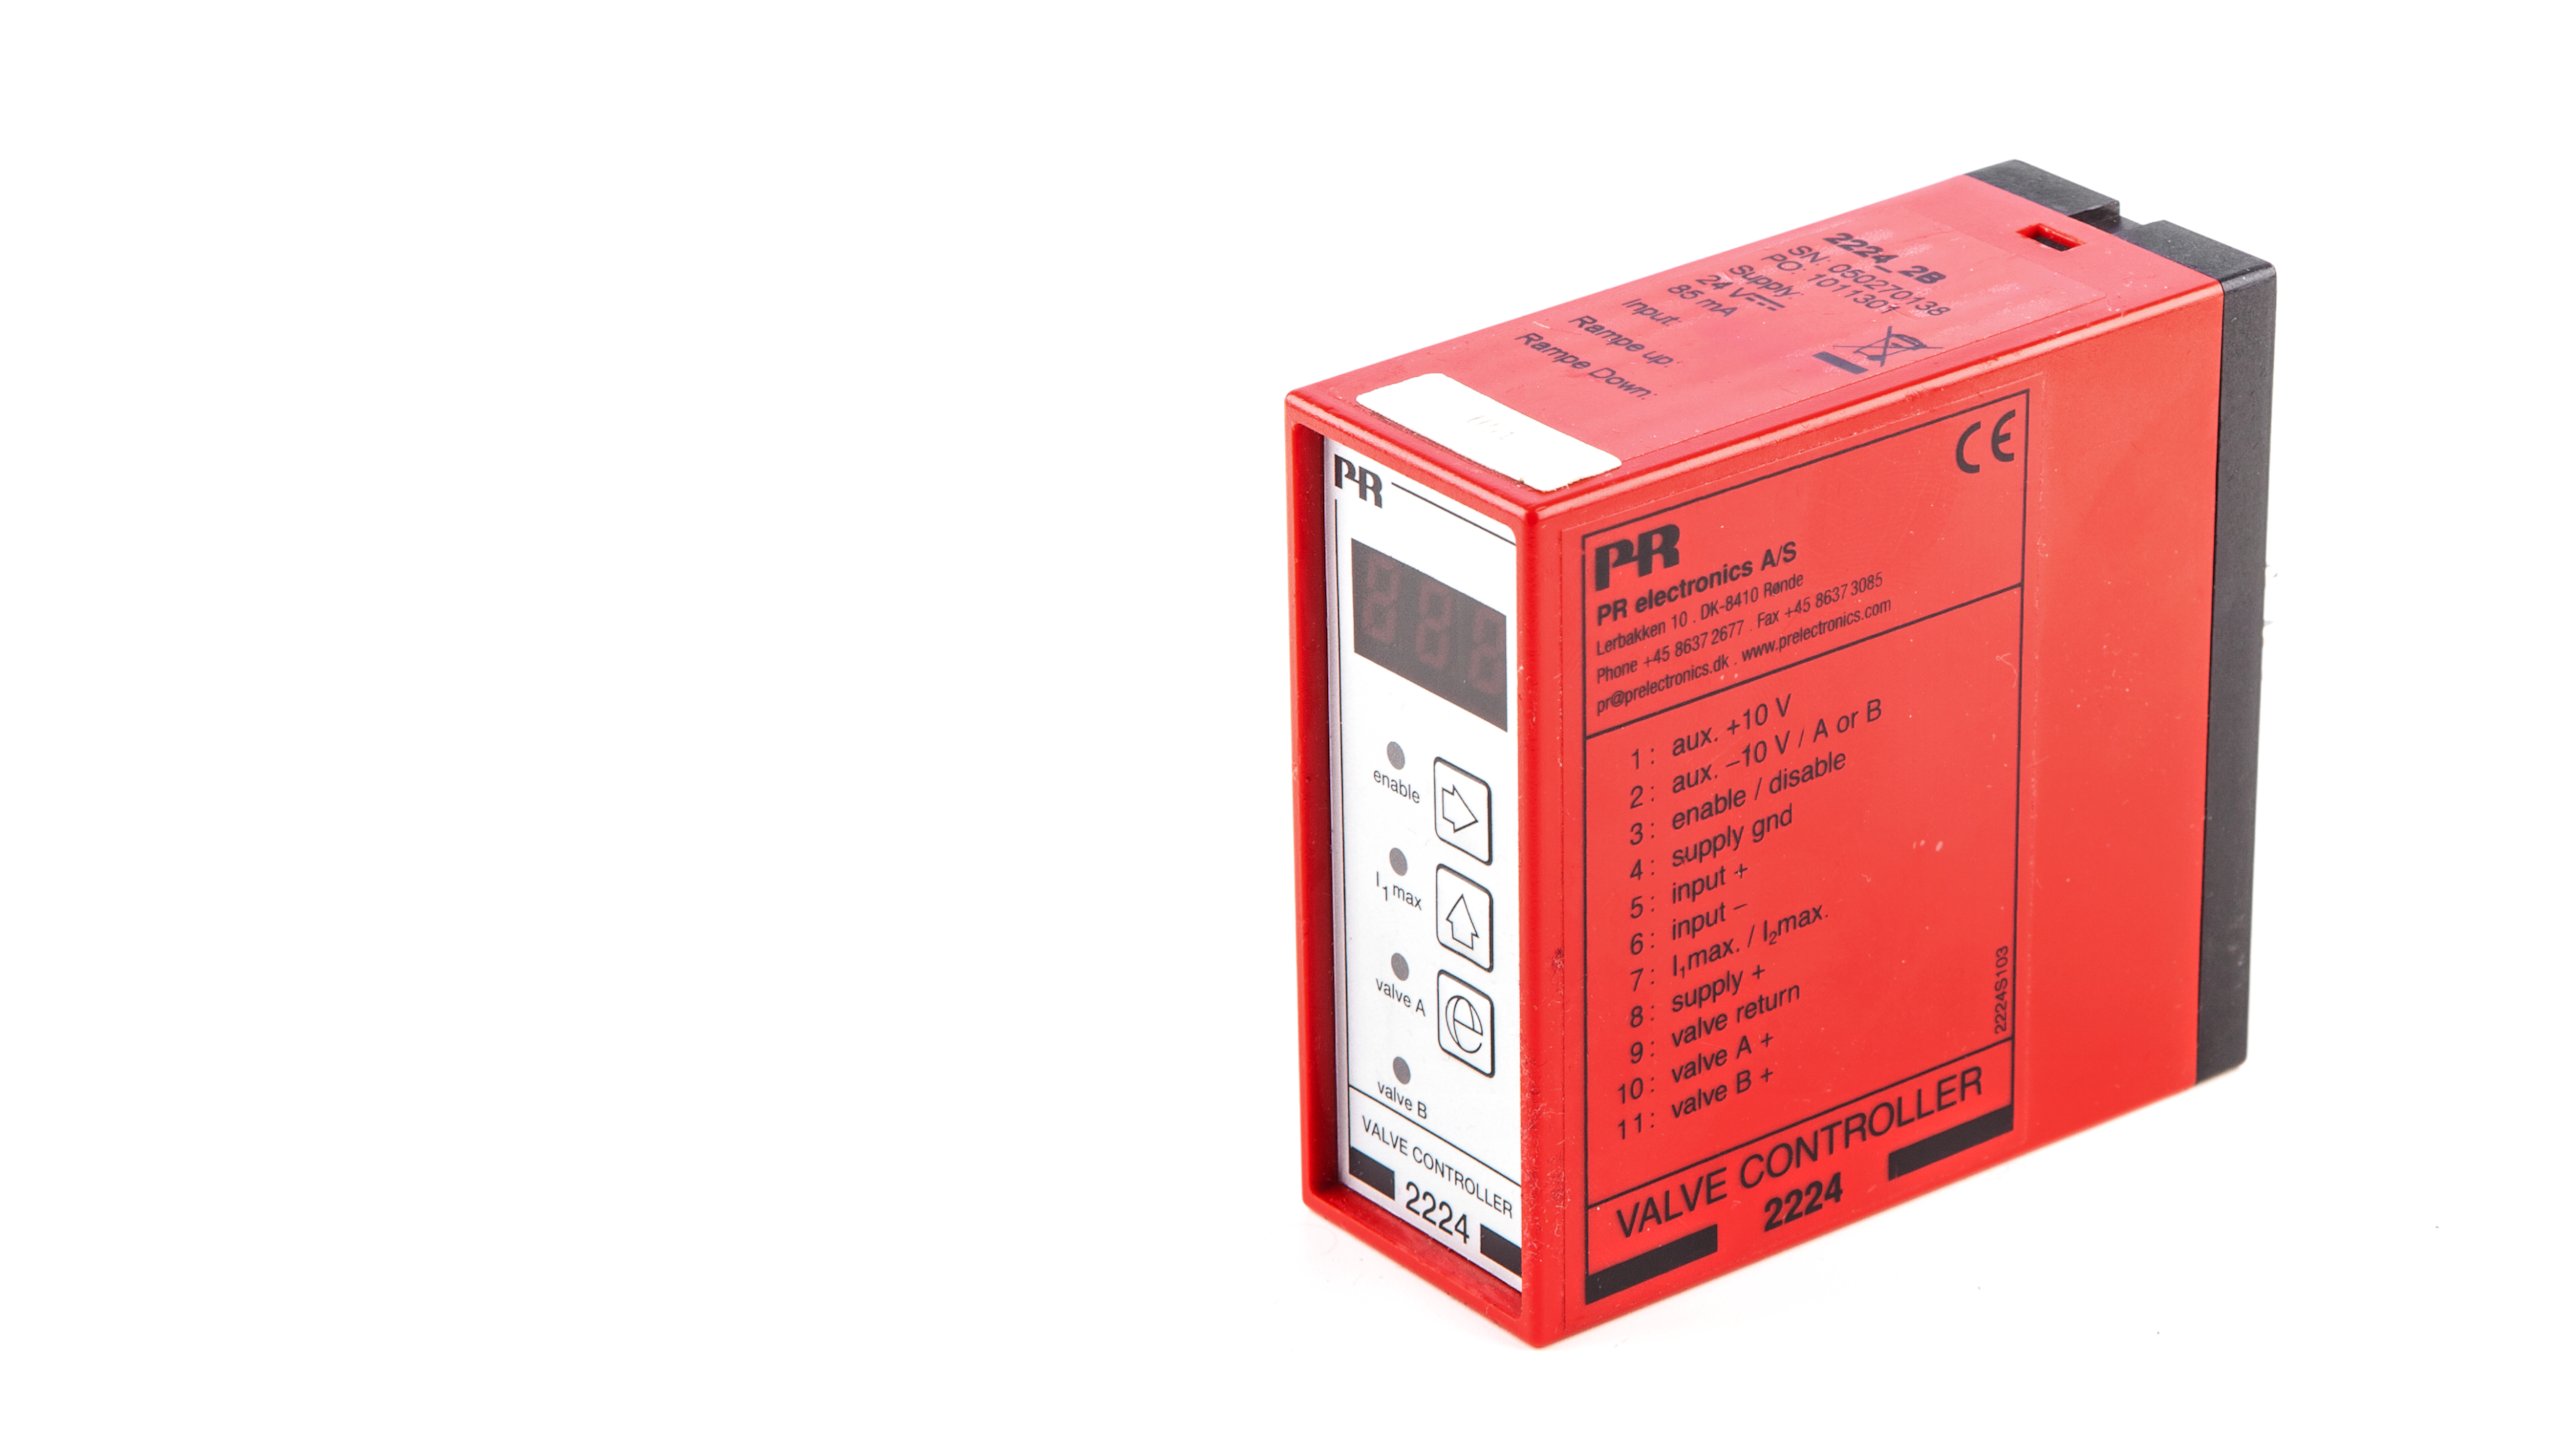 2224_2B
SN: 050270138
PO: 1011301
Supply:
24 V
85 mA
Input:
Rampe up:
Rampe Down:
PR
enable
I1max
valve A
valve B
VALVE CONTROLLER
2224
CE
PR
PR electronics A/S
Lerbakken 10 . DK-8410 Rønde
Phone +45 8637 2677 . Fax +45 8637 3085
pr@prelectronics.dk . www.prelectronics.com
1 : aux. +10 V
2 : aux. –10 V / A or B
3 : enable / disable
4 : supply gnd
5 : input +
6 : input –
7 : I₁max. / I₂max.
8 : supply +
9 : valve return
10 : valve A +
11 : valve B +
2224S103
VALVE CONTROLLER
2224